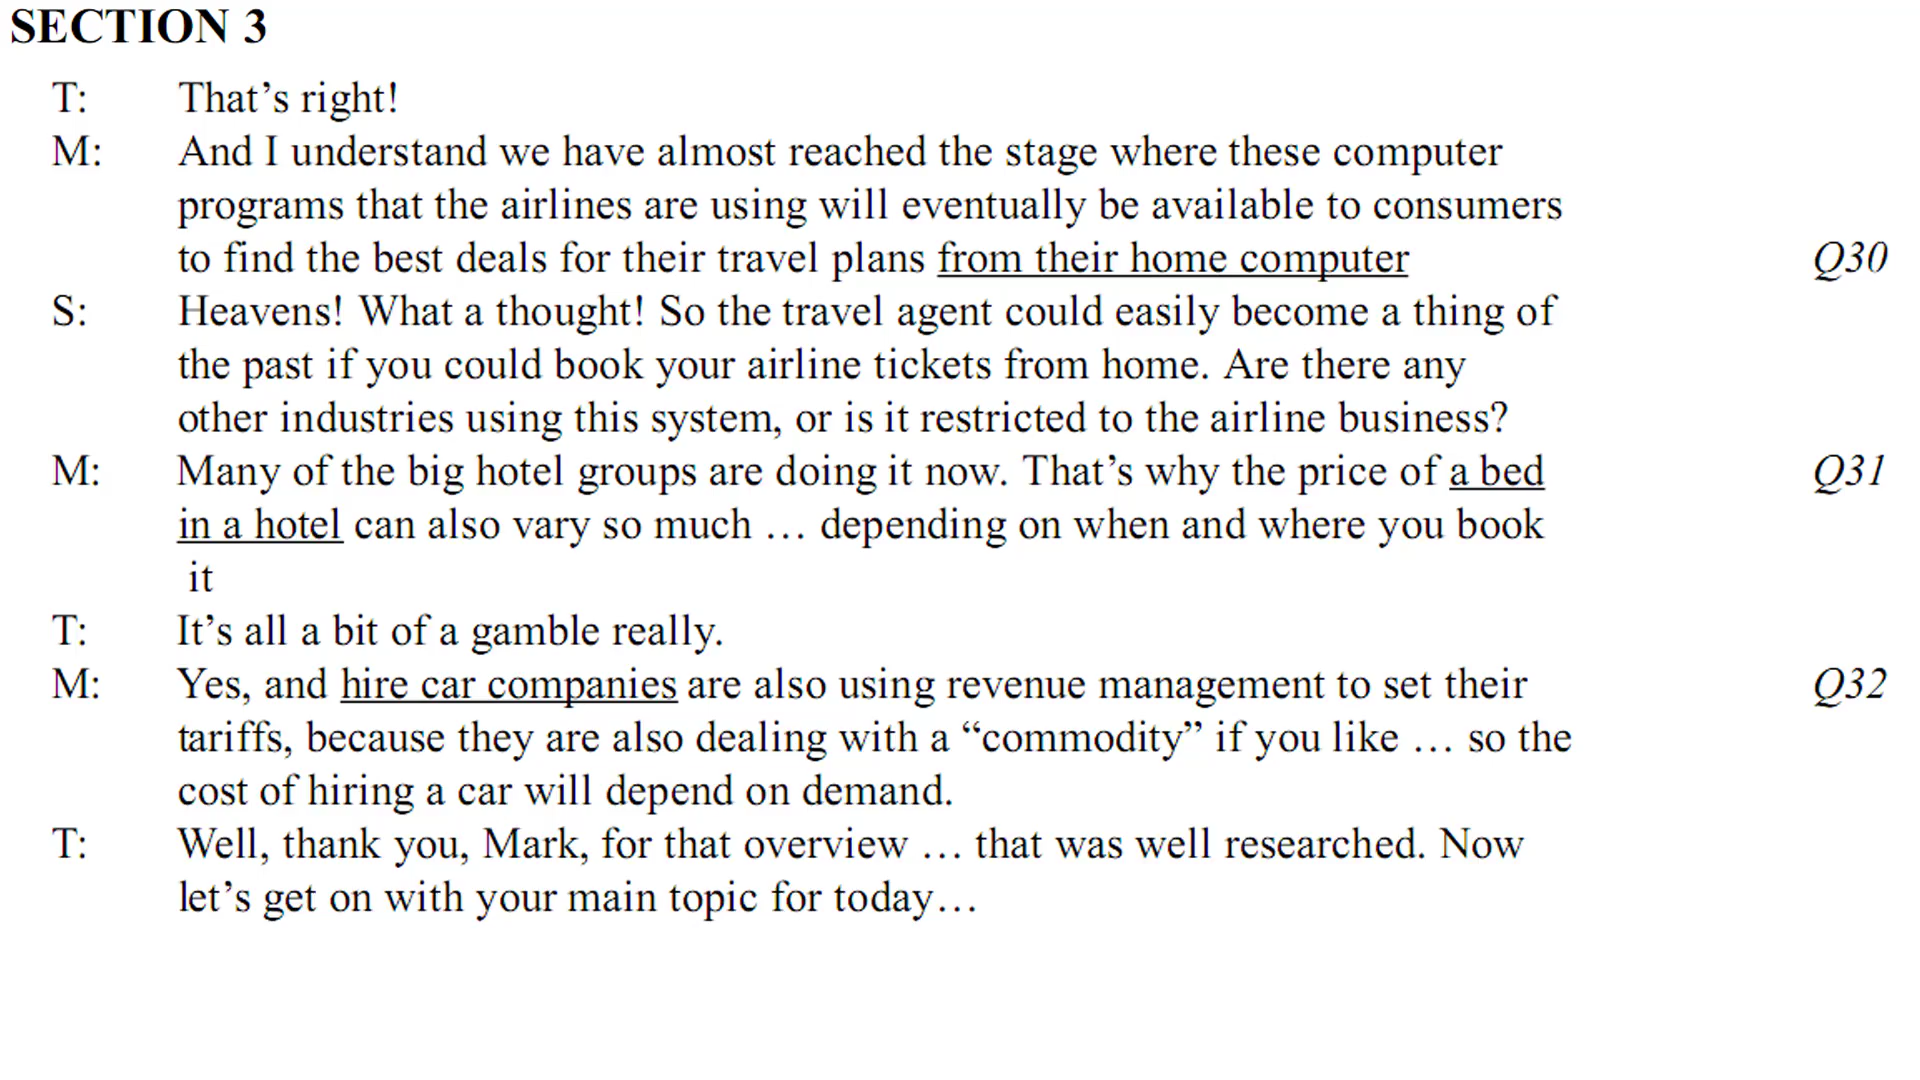 SECTION 3
T: That’s right!
M: And I understand we have almost reached the stage where these computer
programs that the airlines are using will eventually be available to consumers
to find the best deals for their travel plans from their home computer Q30
S: Heavens! What a thought! So the travel agent could easily become a thing of
the past if you could book your airline tickets from home. Are there any
other industries using this system, or is it restricted to the airline business?
M: Many of the big hotel groups are doing it now. That’s why the price of a bed Q31
in a hotel can also vary so much … depending on when and where you book
it
T: It’s all a bit of a gamble really.
M: Yes, and hire car companies are also using revenue management to set their Q32
tariffs, because they are also dealing with a “commodity” if you like … so the
cost of hiring a car will depend on demand.
T: Well, thank you, Mark, for that overview … that was well researched. Now
let’s get on with your main topic for today…